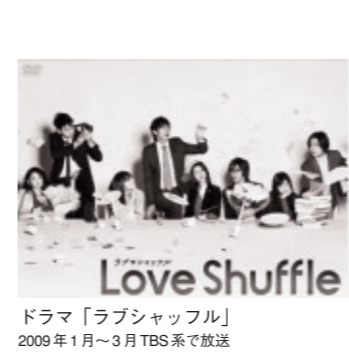 DVD
ラブシャッフル
Love Shuffle
ドラマ「ラブシャッフル」
2009年1月〜3月TBS系で放送